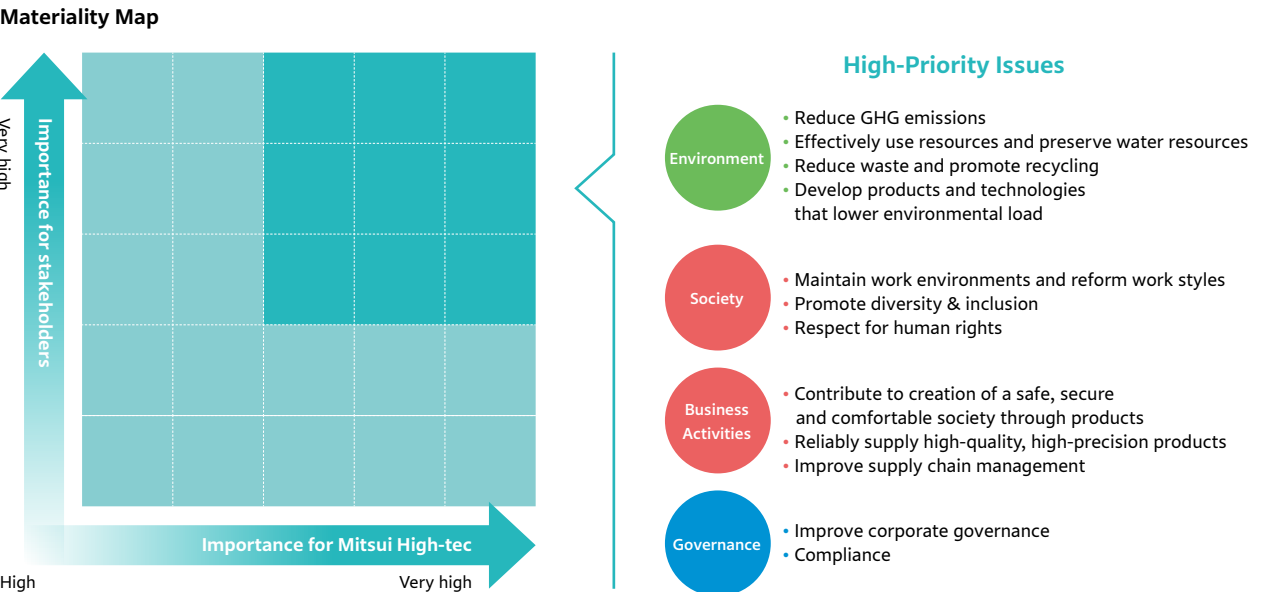 Materiality Map
Very high
Importance for stakeholders
Importance for Mitsui High-tec
High
Very high
High-Priority Issues
Environment
• Reduce GHG emissions
• Effectively use resources and preserve water resources
• Reduce waste and promote recycling
• Develop products and technologies
that lower environmental load
Society
• Maintain work environments and reform work styles
• Promote diversity & inclusion
• Respect for human rights
Business
Activities
• Contribute to creation of a safe, secure
and comfortable society through products
• Reliably supply high-quality, high-precision products
• Improve supply chain management
Governance
• Improve corporate governance
• Compliance